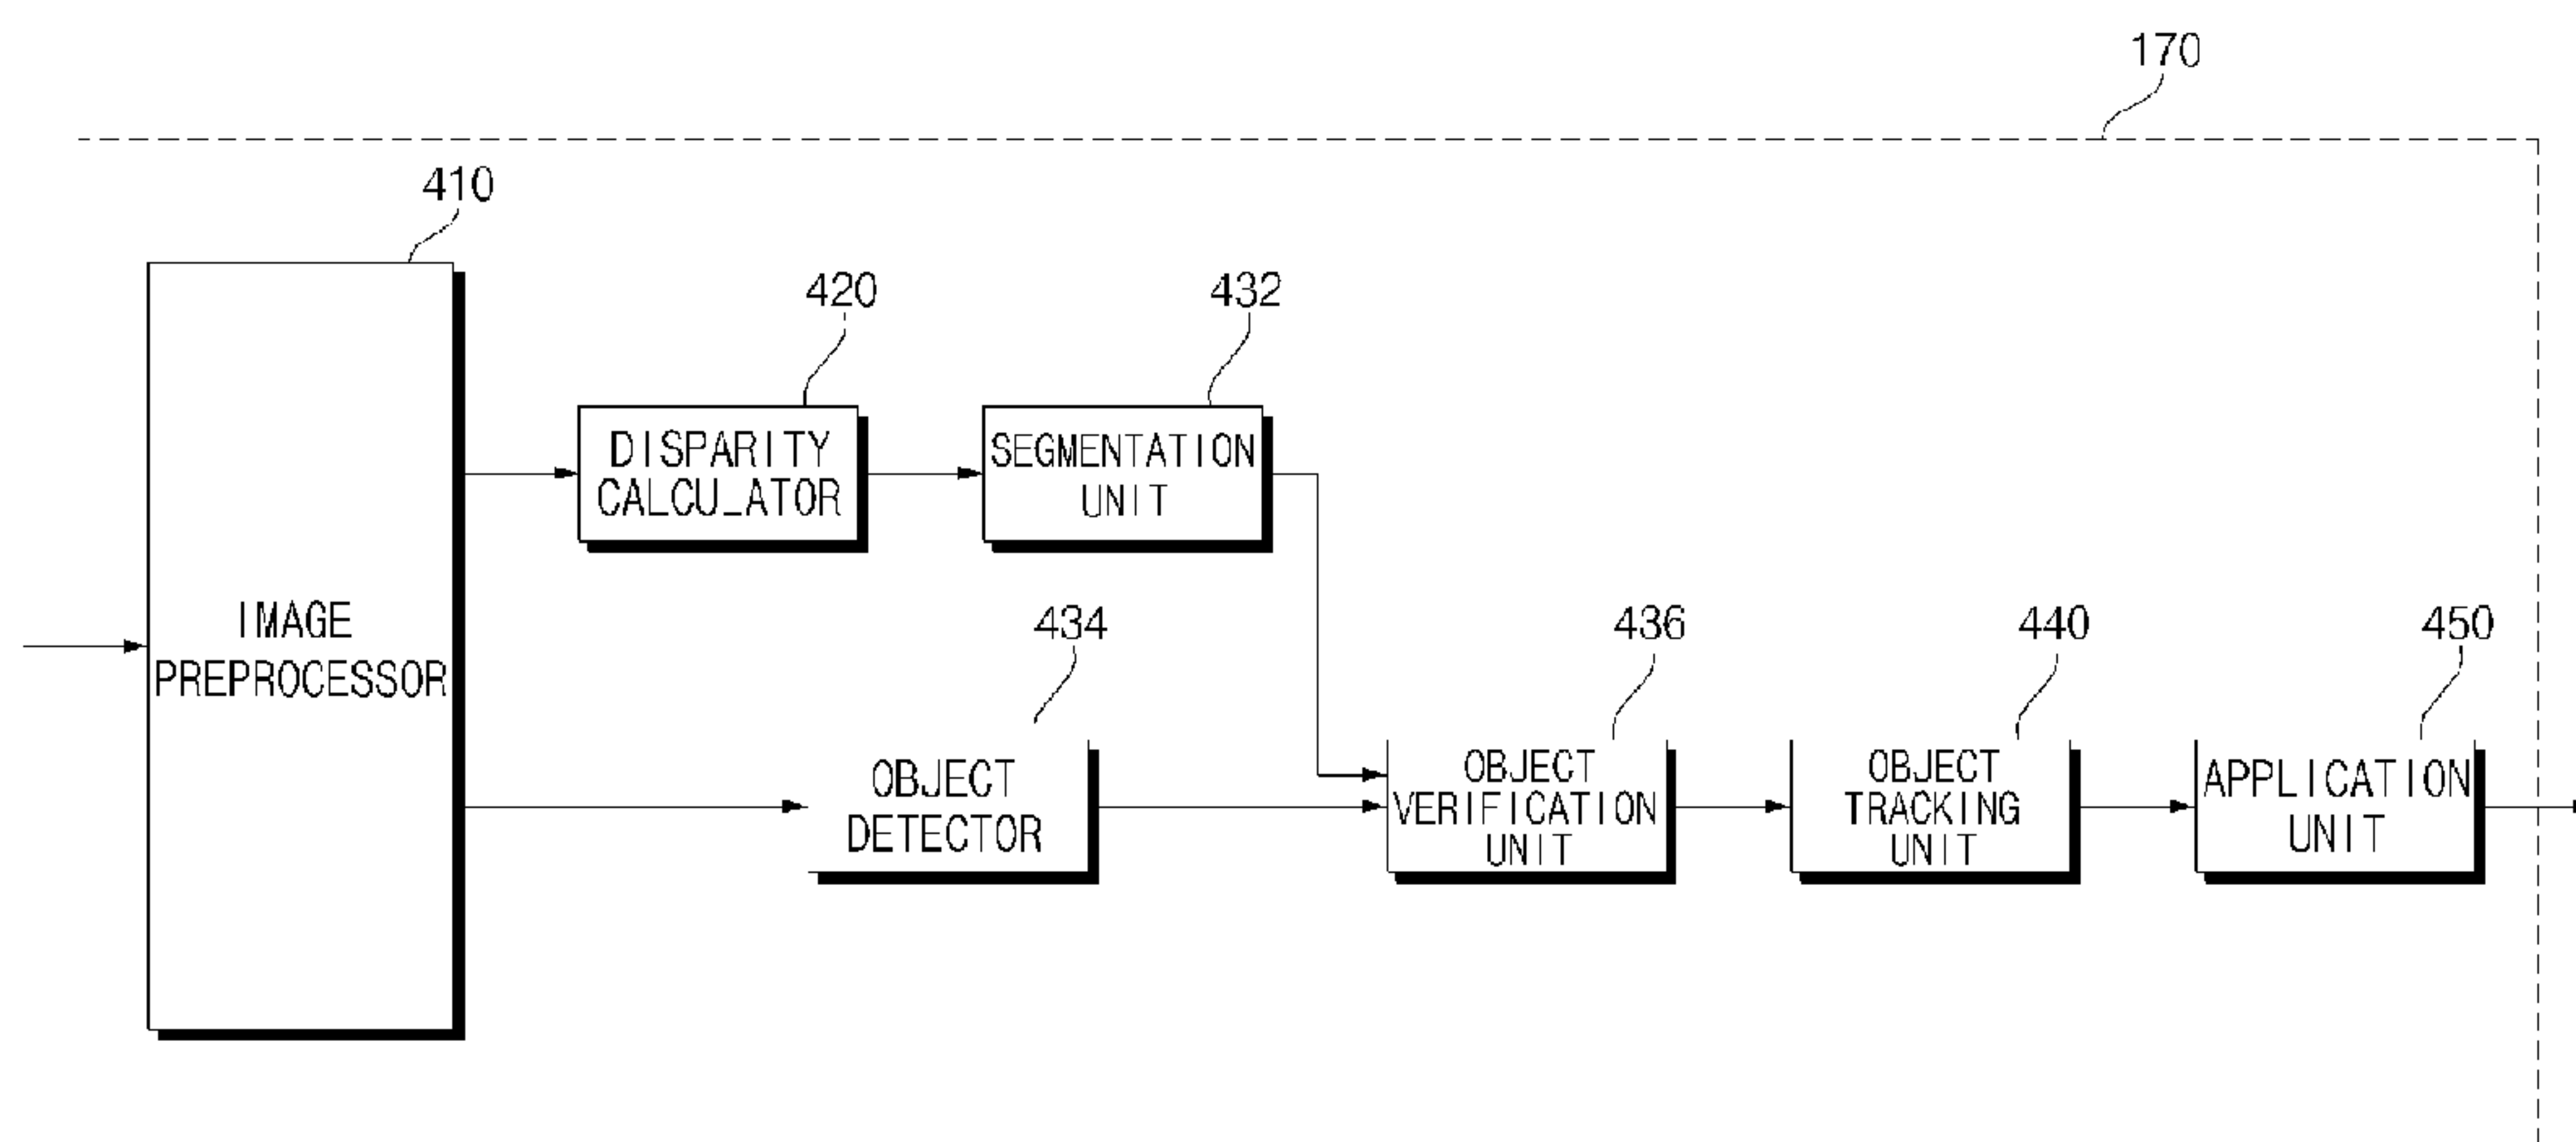 170
410
420
432
DISPARITY
CALCULATOR
SEGMENTATION
UNIT
IMAGE
PREPROCESSOR
434
436
440
450
OBJECT
DETECTOR
OBJECT
VERIFICATION
UNIT
OBJECT
TRACKING
UNIT
APPLICATION
UNIT